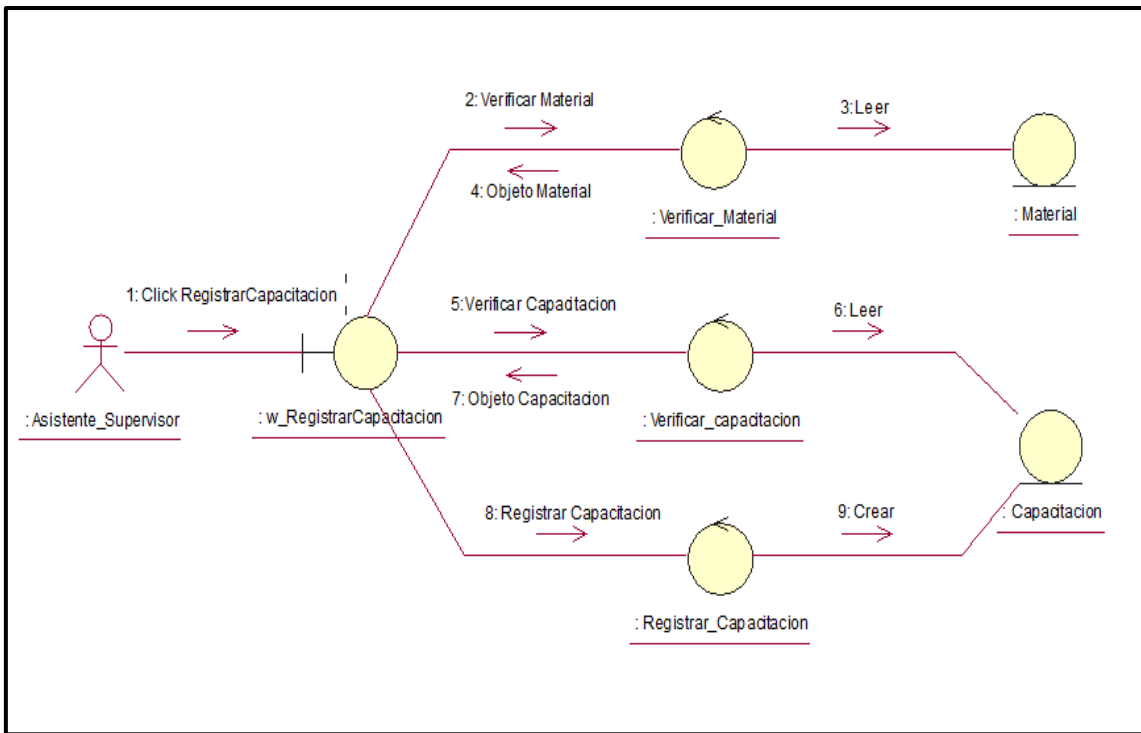 2: Verificar Material
3:Leer
4: Objeto Material
: Verificar_Material
: Material
1: Click RegistrarCapacitacion
5:Verificar Capacitacion
6: Leer
7: Objeto Capacitacion
: Asistente_Supervisor
: w_RegistrarCapacitacion
: Verificar_capacitacion
8: Registrar Capacitacion
9: Crear
: Capacitacion
: Registrar_Capacitacion